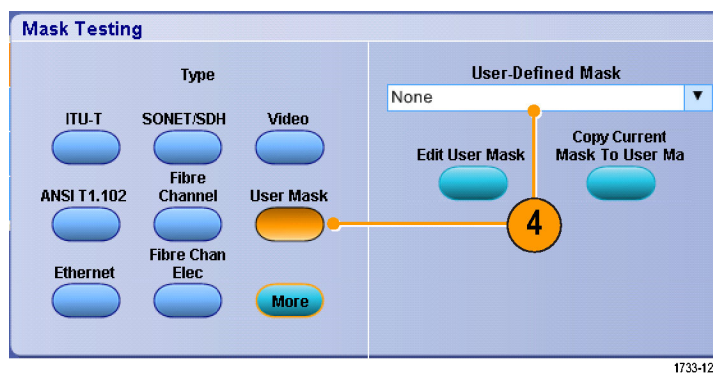 Mask Testing
Type
ITU-T
SONET/SDH
Video
ANSI T1.102
Fibre
Channel
User Mask
Ethernet
Fibre Chan
Elec
More
User-Defined Mask
None
Edit User Mask
Copy Current
Mask To User Ma
4
1733-12